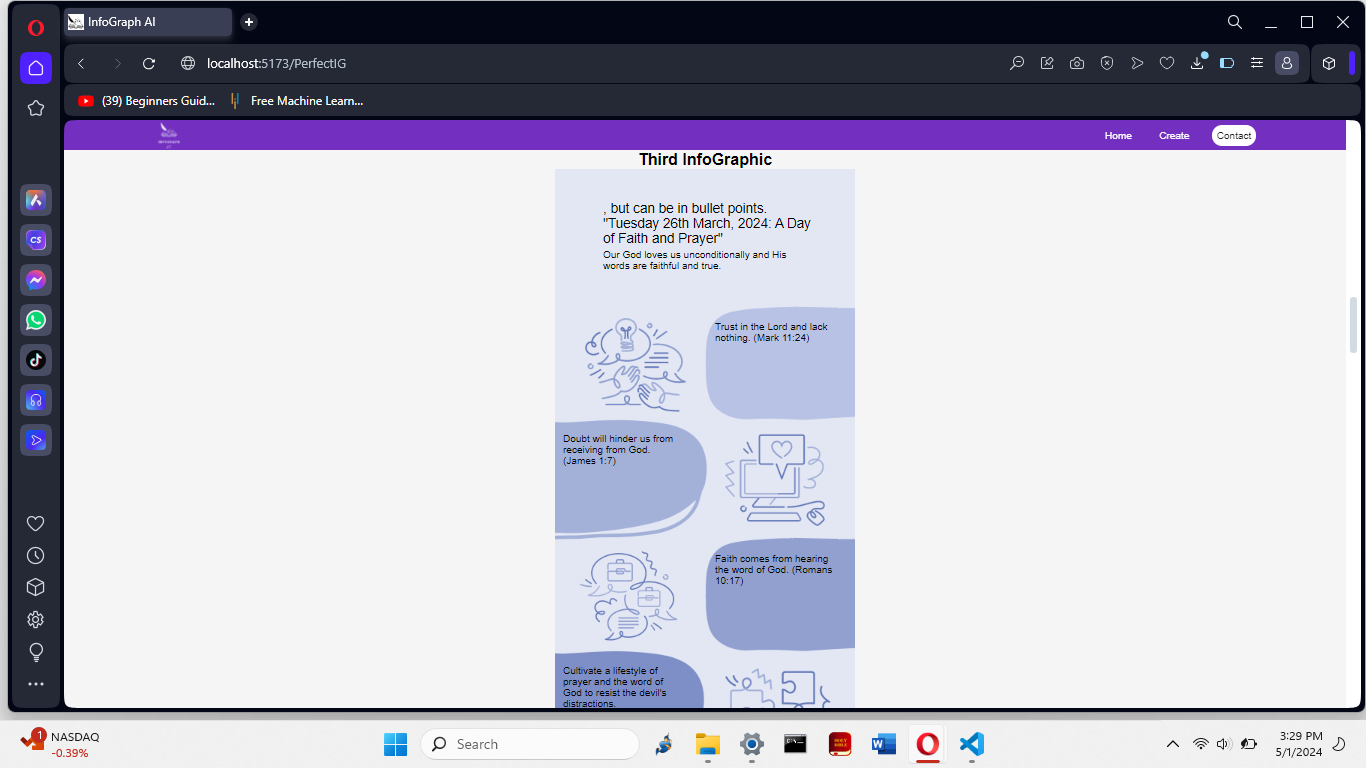 InfoGraph AI
localhost:5173/PerfectIG
(39) Beginners Guid...
Free Machine Learn...
Home
Create
Contact
Third InfoGraphic
, but can be in bullet points.
"Tuesday 26th March, 2024: A Day
of Faith and Prayer"
Our God loves us unconditionally and His
words are faithful and true.
Trust in the Lord and lack
nothing. (Mark 11:24)
Doubt will hinder us from
receiving from God.
(James 1:7)
Faith comes from hearing
the word of God. (Romans
10:17)
Cultivate a lifestyle of
prayer and the word of
God to resist the devil's
distractions.
CS
1
NASDAQ
-0.39%
Search
HOLY
BIBLE
W
3:29 PM
5/1/2024